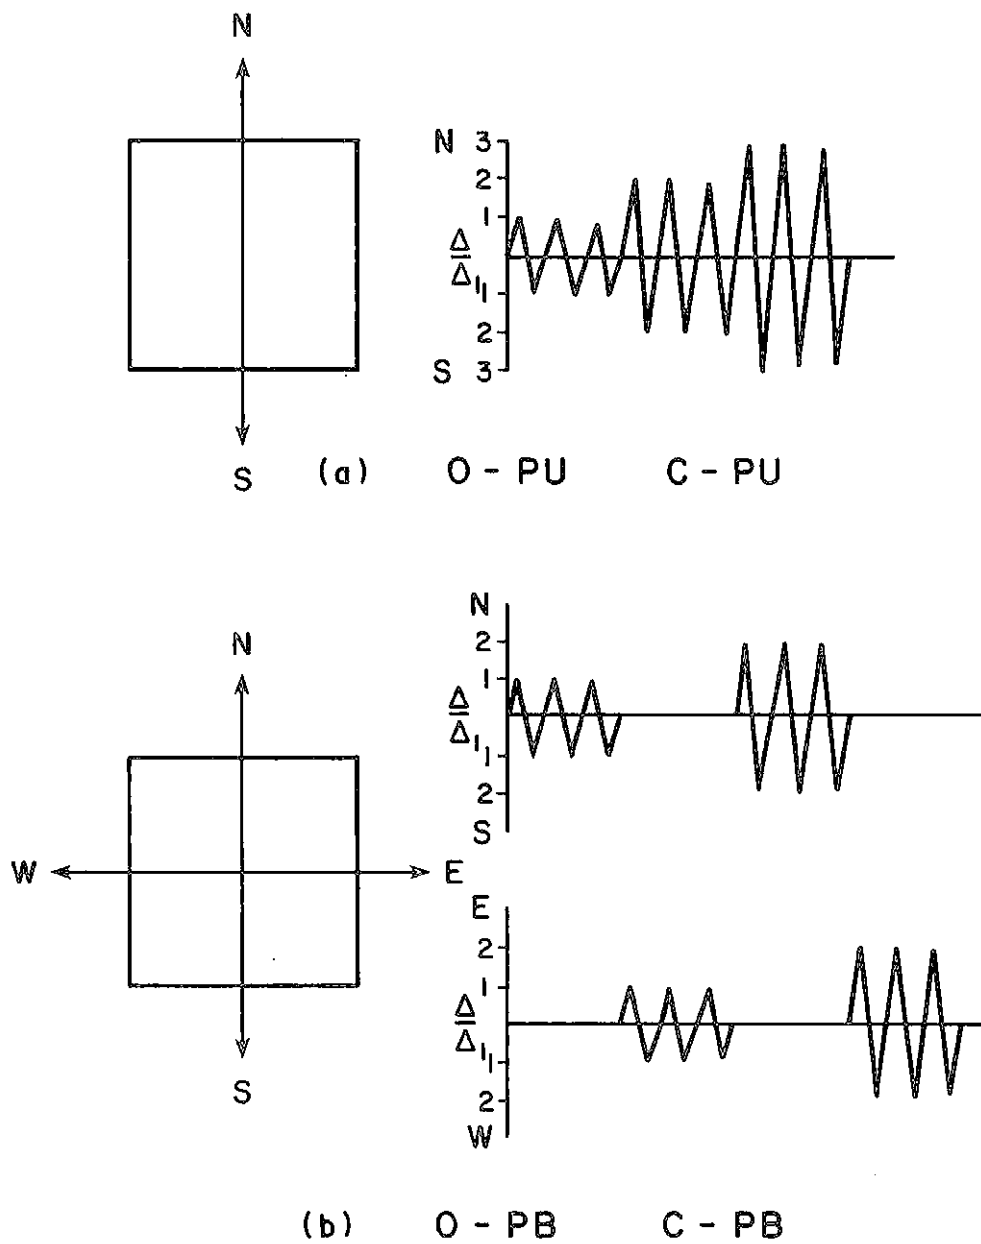 N
S
N 3
2
1
Δ/Δ1
1
2
S 3
(a) O - PU C - PU
N
W E
S
N
2
1
Δ/Δ1
1
2
S
E
2
1
Δ/Δ1
1
2
W
(b) O - PB C - PB